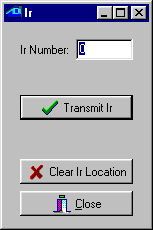 Ir
Ir Number: 0
Transmit Ir
Clear Ir Location
Close